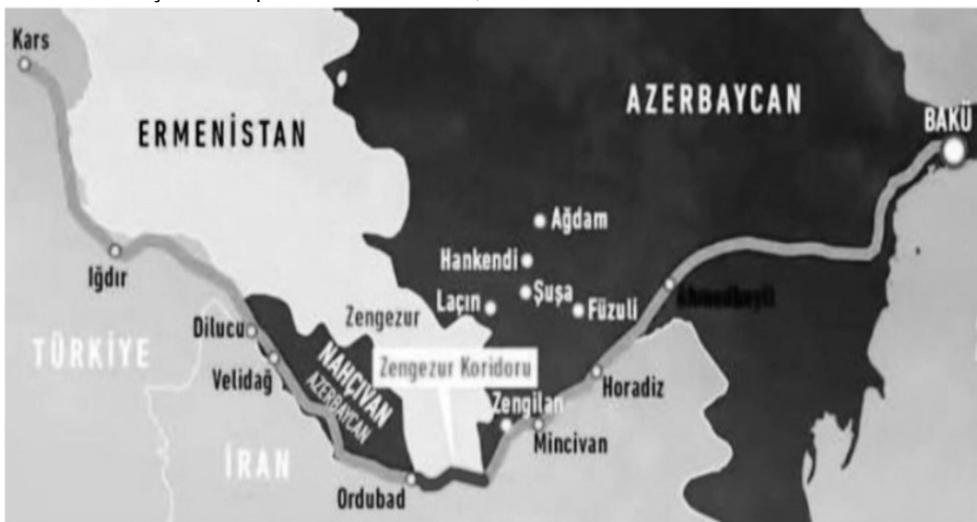 Kars
ERMENİSTAN
AZERBAYCAN
BAKÜ
Ağdam
Hankendi
Iğdır
Laçın
Şuşa
Füzuli
Ahmedbeyli
Zengezur
Dilucu
TÜRKİYE
NAHÇIVAN
AZERBAYCAN
Zengezur Koridoru
Velidağ
Horadiz
Zengilan
Mincivan
İRAN
Ordubad